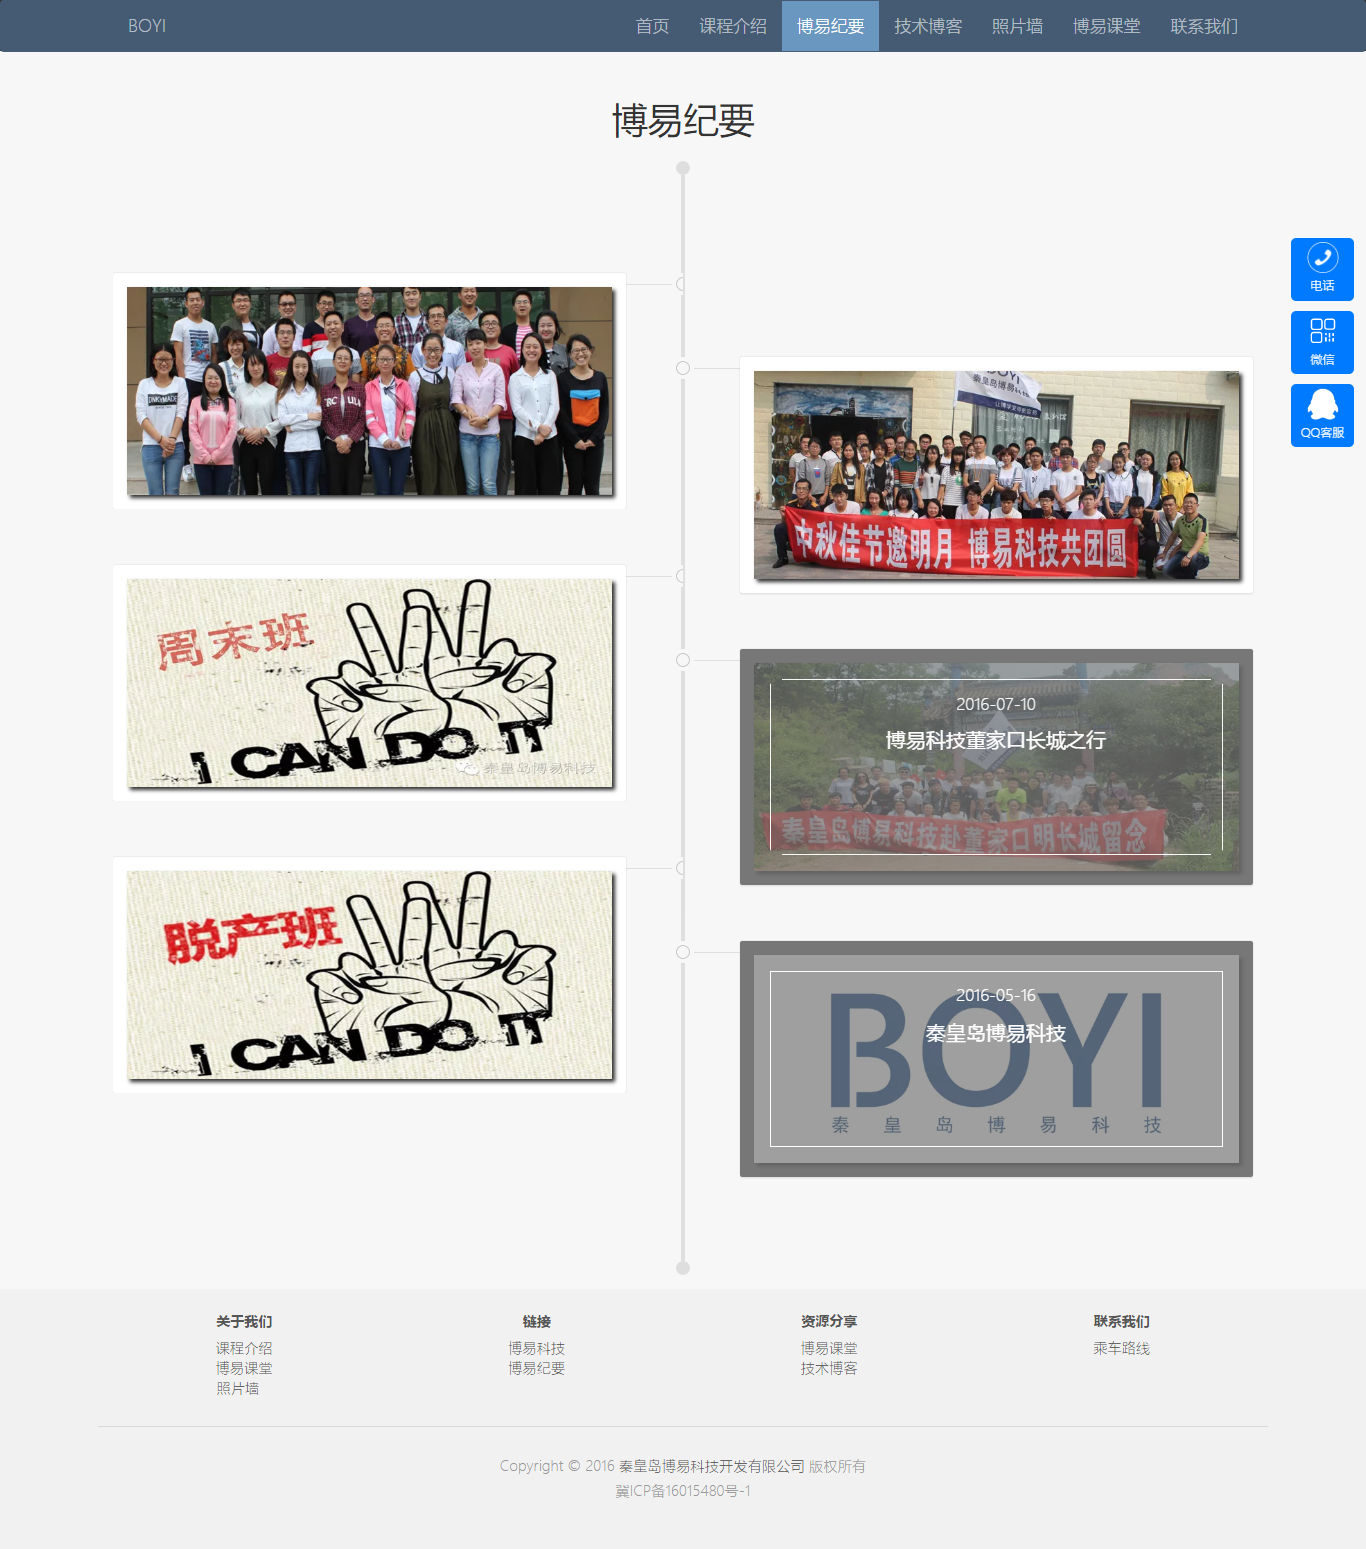 BOYI
首页
课程介绍
博易纪要
技术博客
照片墙
博易课堂
联系我们
博易纪要
电话
微信
QQ客服
BOYI
秦皇岛博易科技
中秋佳节邀明月 博易科技共团圆
周末班
I CAN DO IT
秦皇岛博易科技
2016-07-10
博易科技董家口长城之行
秦皇岛博易科技赴董家口明长城留念
脱产班
I CAN DO IT
2016-05-16
秦皇岛博易科技
BOYI
秦皇岛博易科技
关于我们
课程介绍
博易课堂
照片墙
链接
博易科技
博易纪要
资源分享
博易课堂
技术博客
联系我们
乘车路线
Copyright © 2016 秦皇岛博易科技开发有限公司 版权所有
冀ICP备16015480号-1